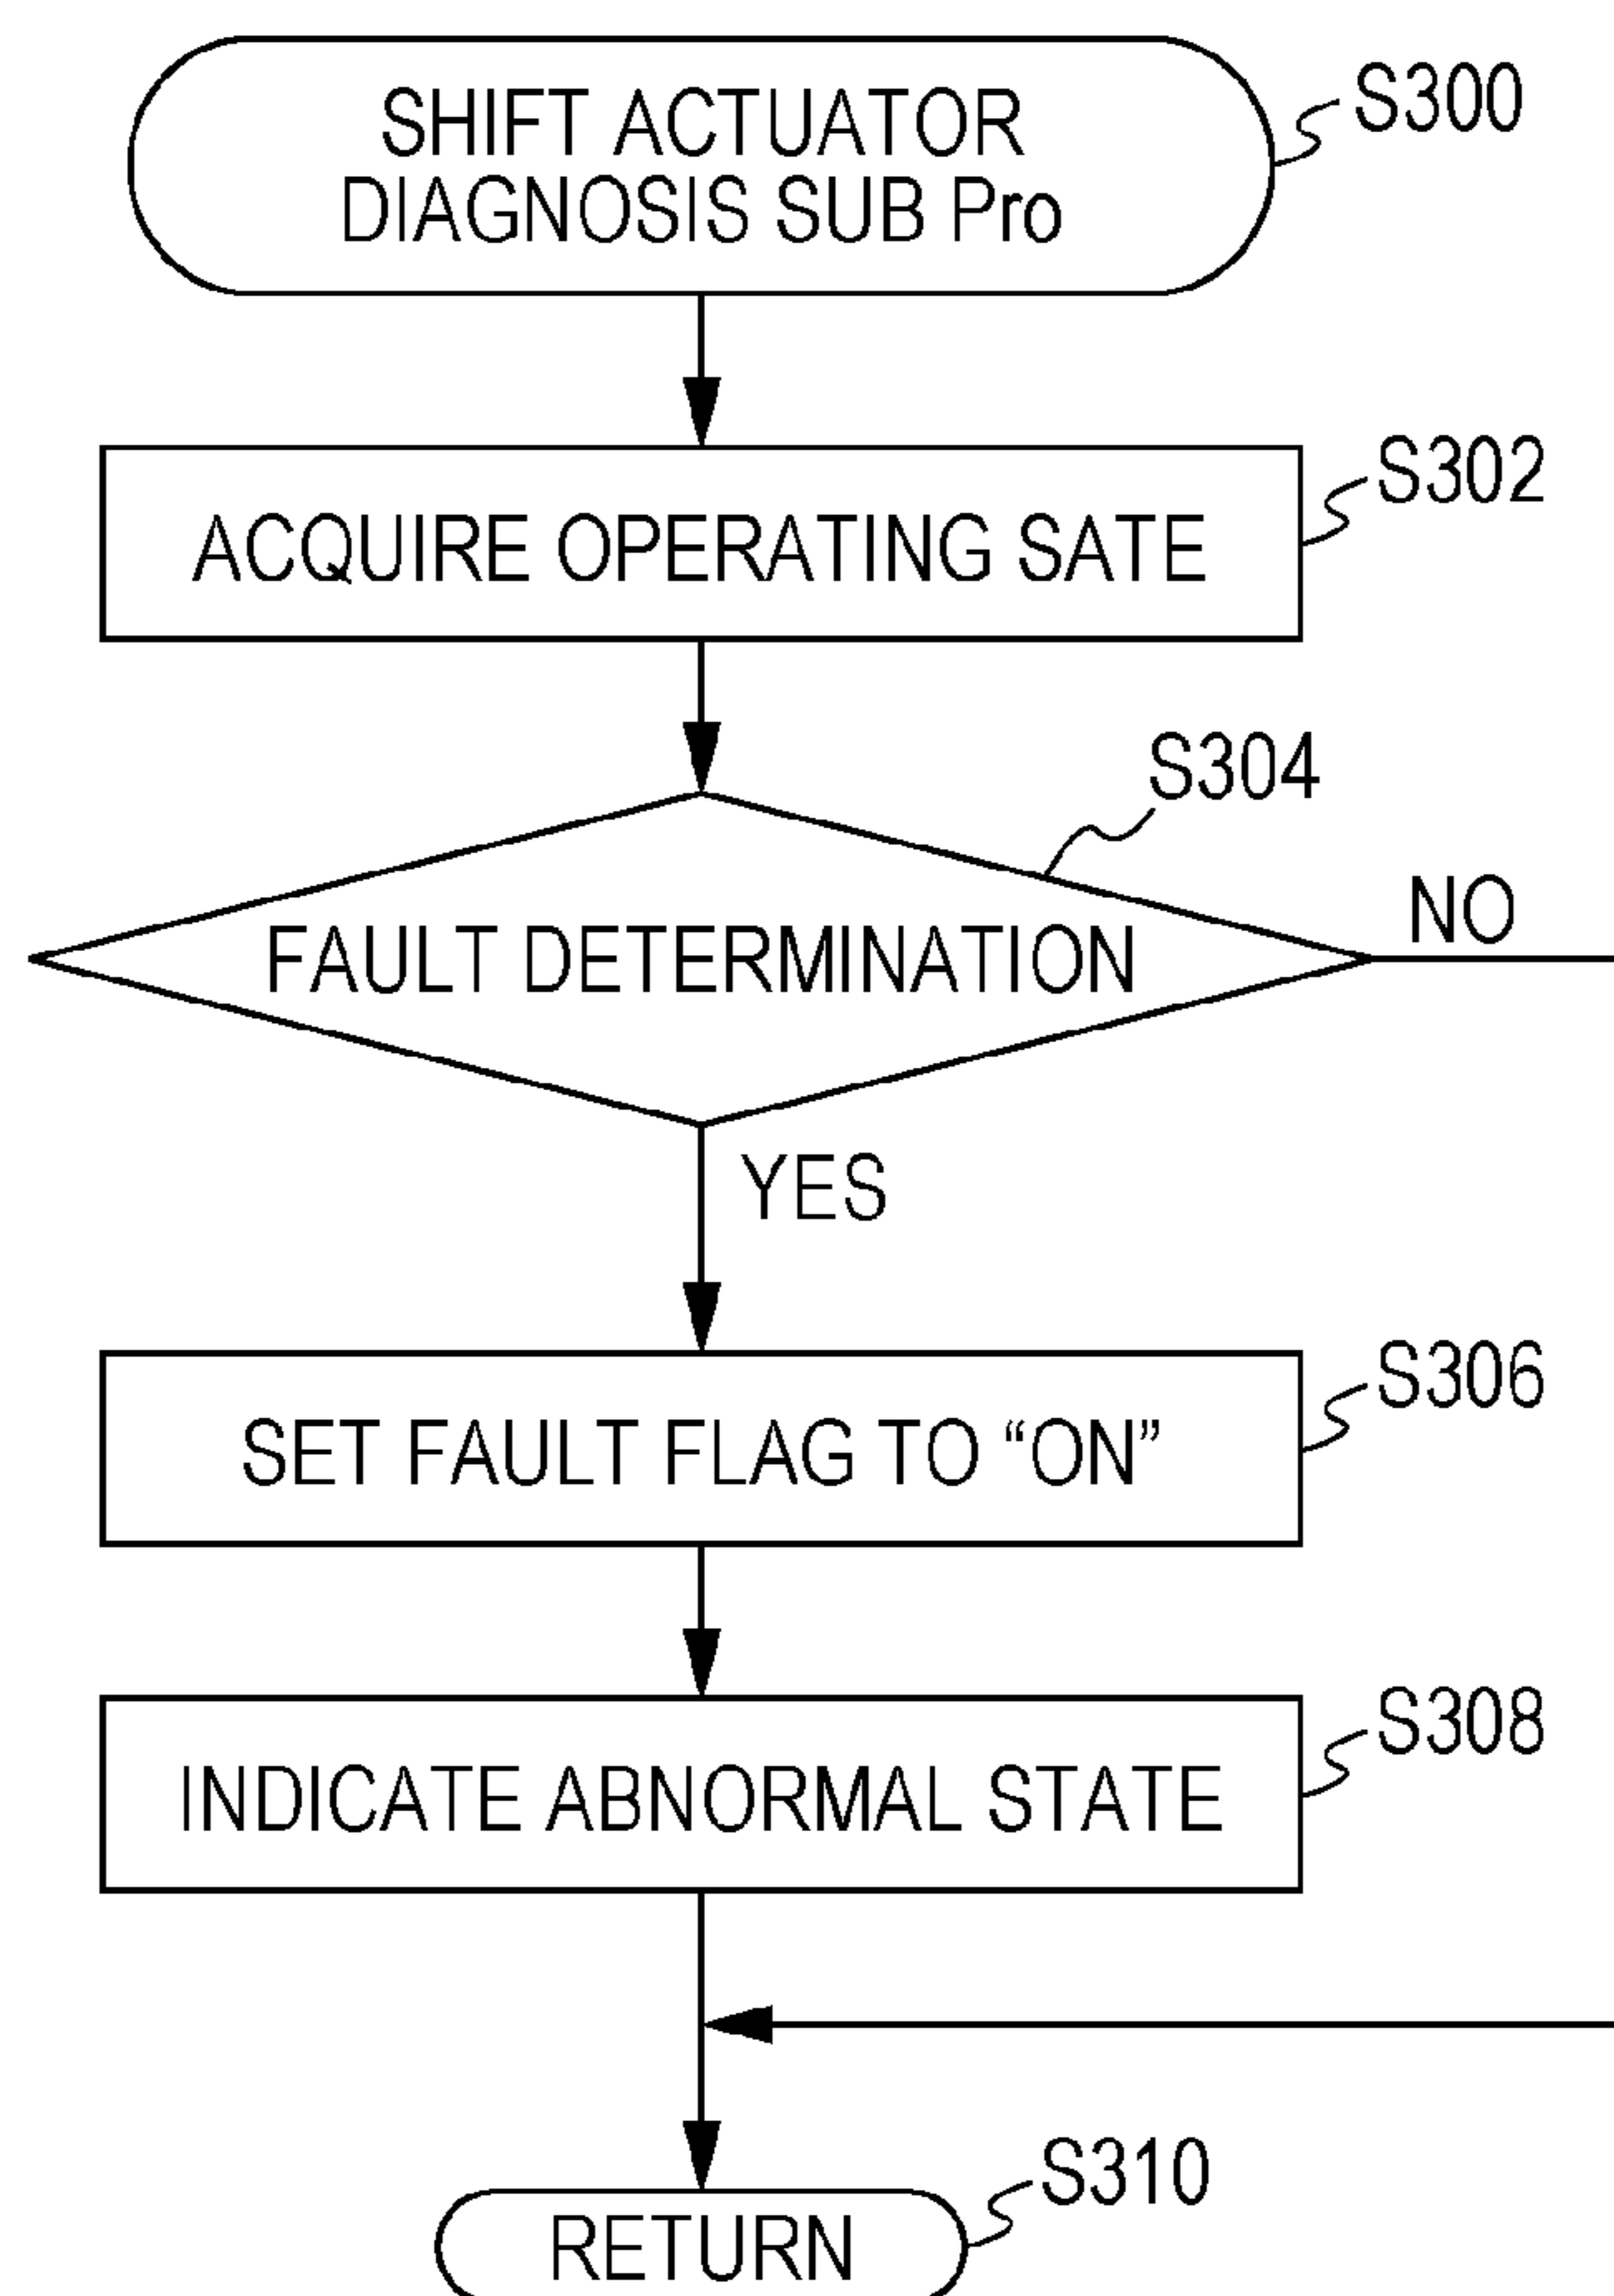 SHIFT ACTUATOR
DIAGNOSIS SUB Pro
S300
ACQUIRE OPERATING SATE
S302
S304
FAULT DETERMINATION
NO
YES
SET FAULT FLAG TO “ON”
S306
INDICATE ABNORMAL STATE
S308
RETURN
S310